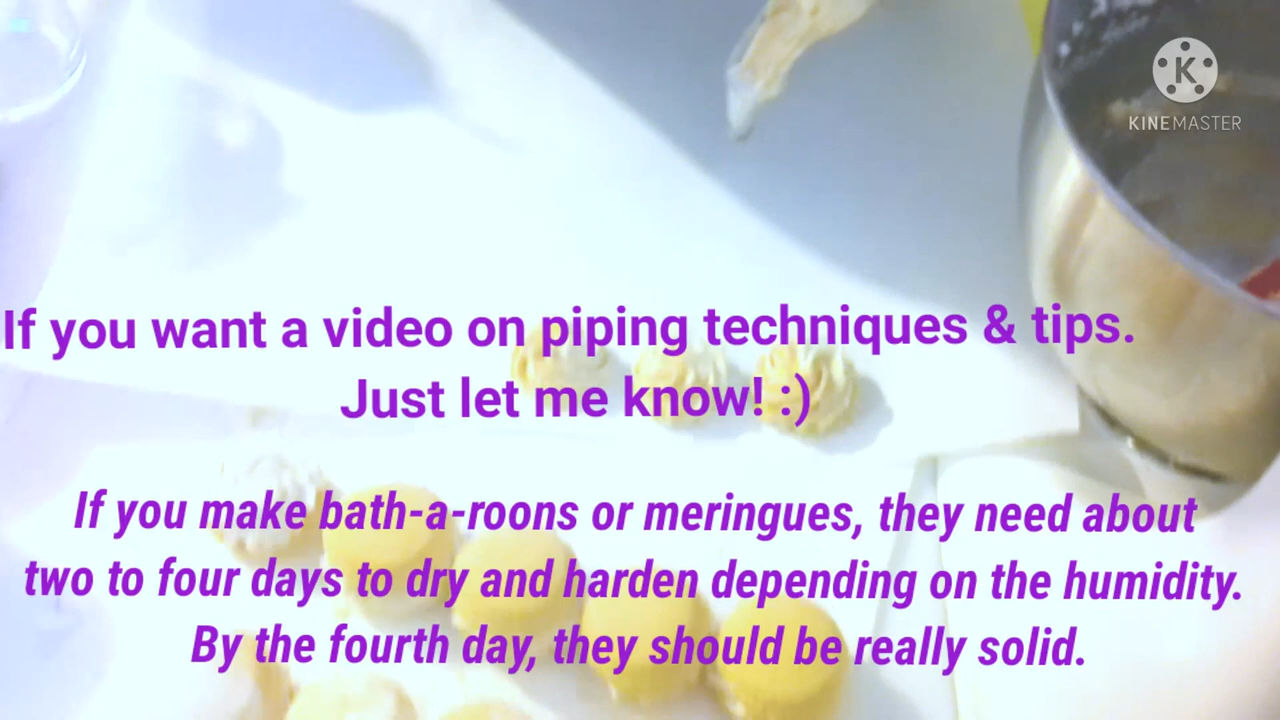 KINEMASTER
If you want a video on piping techniques & tips.
Just let me know! :)
If you make bath-a-roons or meringues, they need about
two to four days to dry and harden depending on the humidity.
By the fourth day, they should be really solid.